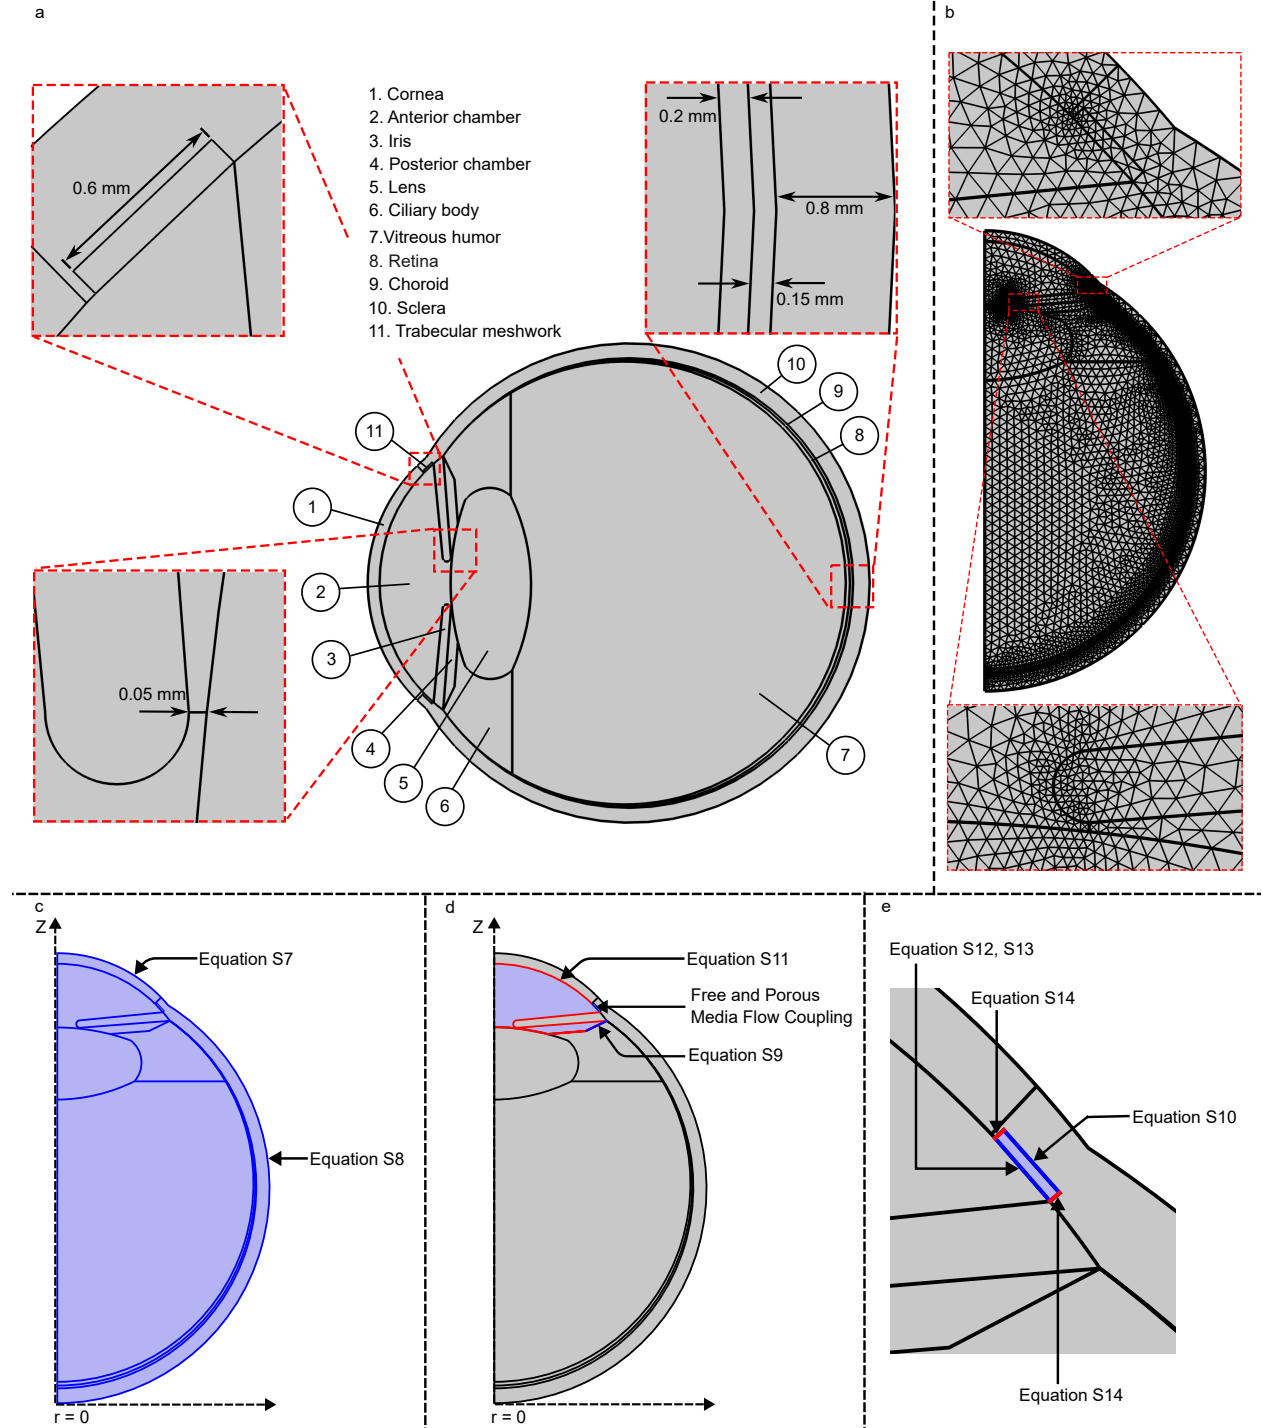 a
1. Cornea
2. Anterior chamber
3. Iris
4. Posterior chamber
5. Lens
6. Ciliary body
7.Vitreous humor
8. Retina
9. Choroid
10. Sclera
11. Trabecular meshwork
0.6 mm
0.2 mm
0.8 mm
0.15 mm
10
9
8
11
1
2
3
0.05 mm
4
5
6
7
b
c
Z
Equation S7
Equation S8
r = 0
d
Z
Equation S11
Free and Porous
Media Flow Coupling
Equation S9
r = 0
e
Equation S12, S13
Equation S14
Equation S10
Equation S14